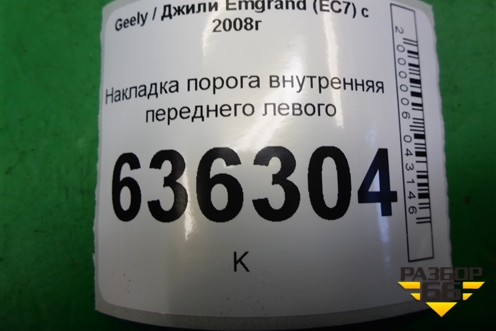 Geely / Джили Emgrand (EC7) с
2008г
Накладка порога внутренняя
переднего левого
636304
К
2000006043146
РАЗБОР
66